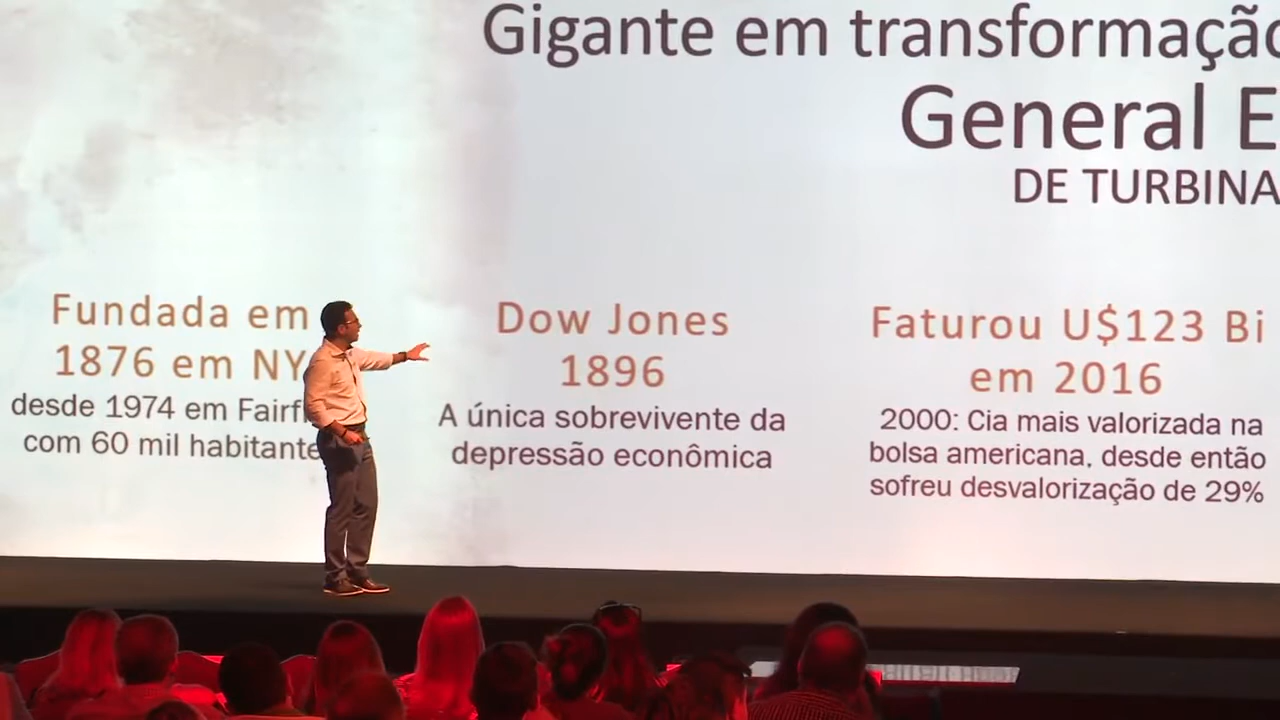 Gigante em transformação
General E
DE TURBINA
Fundada em
1876 em NY
desde 1974 em Fairf
com 60 mil habitante
Dow Jones
1896
A única sobrevivente da
depressão econômica
Faturou U$123 Bi
em 2016
2000: Cia mais valorizada na
bolsa americana, desde então
sofreu desvalorização de 29%